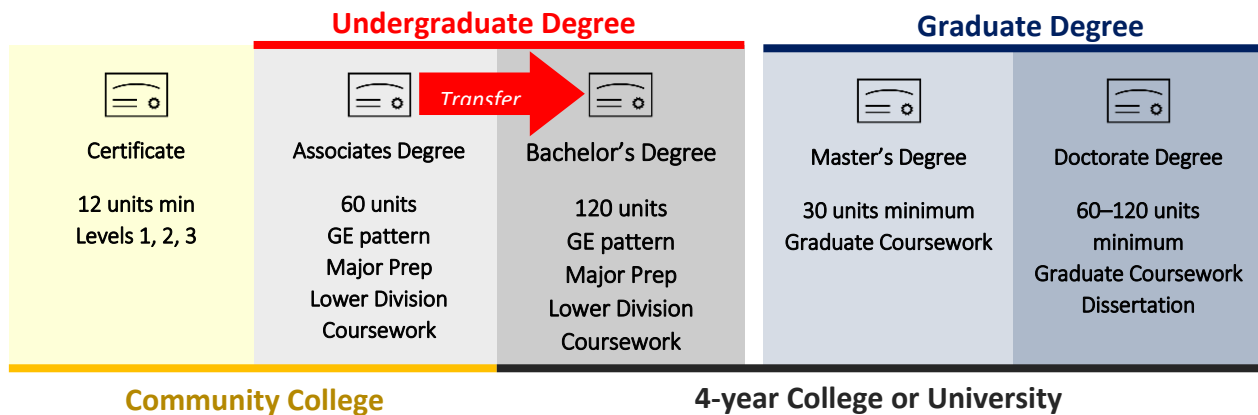 Undergraduate Degree
Graduate Degree
Transfer
Certificate
12 units min
Levels 1, 2, 3
Associates Degree
60 units
GE pattern
Major Prep
Lower Division
Coursework
Bachelor's Degree
120 units
GE pattern
Major Prep
Lower Division
Coursework
Master's Degree
30 units minimum
Graduate Coursework
Doctorate Degree
60–120 units
minimum
Graduate Coursework
Dissertation
Community College
4-year College or University